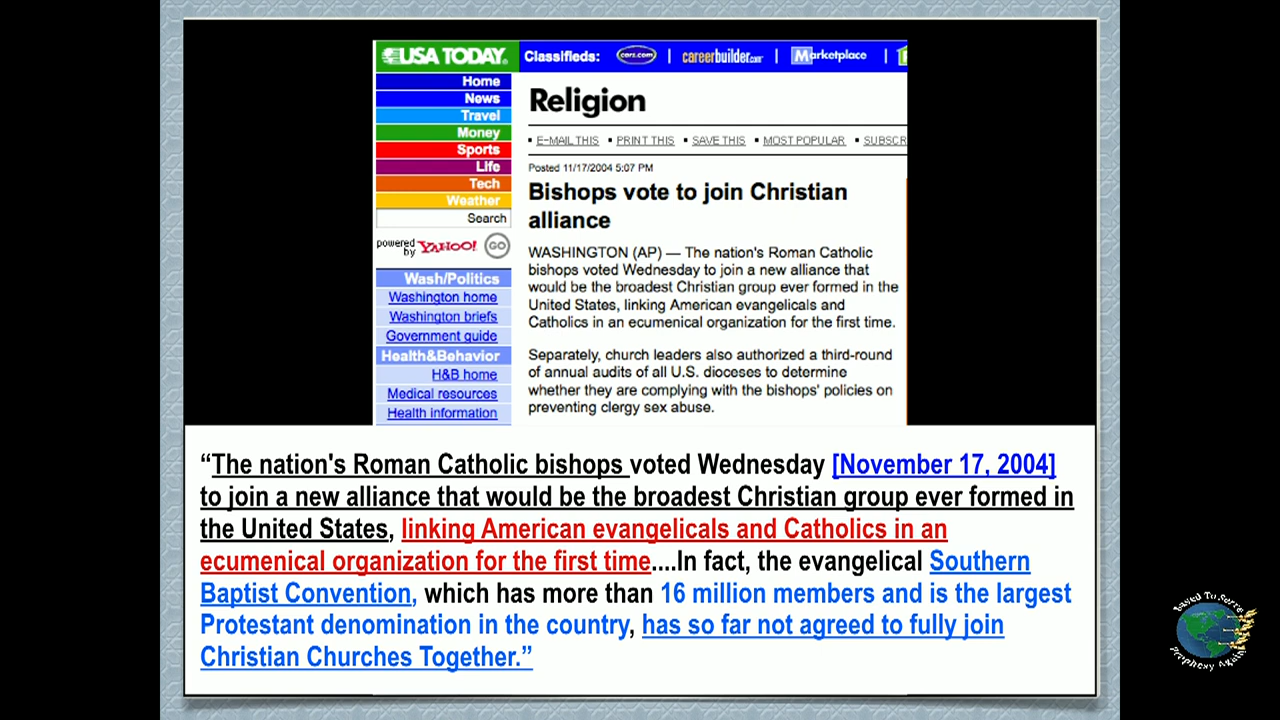 USA TODAY
Classifieds: cars.com | careerbuilder.com | Marketplace |
Home
News
Travel
Money
Sports
Life
Tech
Weather
Search
powered by YAHOO! GO
Wash/Politics
Washington home
Washington briefs
Government guide
Health&Behavior
H&B home
Medical resources
Health information
Religion
▪ E-MAIL THIS ▪ PRINT THIS ▪ SAVE THIS ▪ MOST POPULAR ▪ SUBSCR
Posted 11/17/2004 5:07 PM
Bishops vote to join Christian
alliance
WASHINGTON (AP) — The nation's Roman Catholic
bishops voted Wednesday to join a new alliance that
would be the broadest Christian group ever formed in the
United States, linking American evangelicals and
Catholics in an ecumenical organization for the first time.
Separately, church leaders also authorized a third-round
of annual audits of all U.S. dioceses to determine
whether they are complying with the bishops' policies on
preventing clergy sex abuse.
“The nation's Roman Catholic bishops voted Wednesday [November 17, 2004]
to join a new alliance that would be the broadest Christian group ever formed in
the United States, linking American evangelicals and Catholics in an
ecumenical organization for the first time....In fact, the evangelical Southern
Baptist Convention, which has more than 16 million members and is the largest
Protestant denomination in the country, has so far not agreed to fully join
Christian Churches Together.”
Prophesy Again